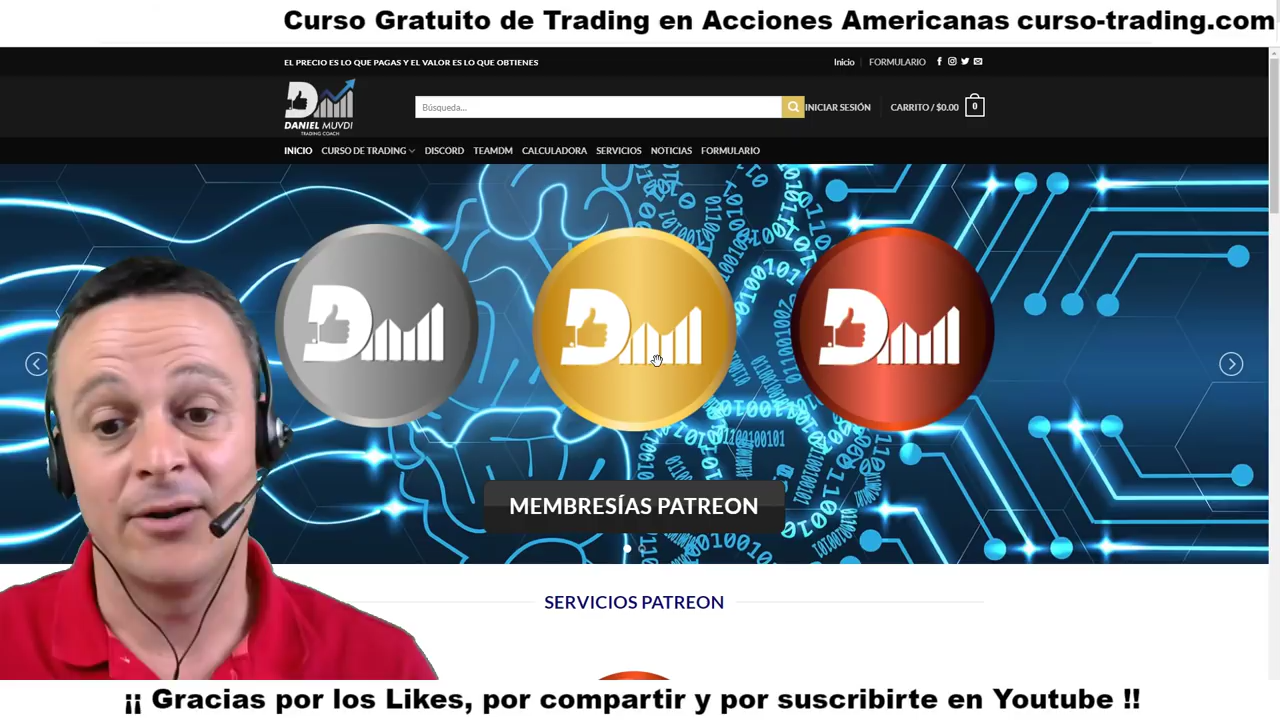 Curso Gratuito de Trading en Acciones Americanas curso-trading.com
EL PRECIO ES LO QUE PAGAS Y EL VALOR ES LO QUE OBTIENES
Inicio
FORMULARIO
DANIEL MUVDI
TRADING COACH
Búsqueda...
INICIAR SESIÓN
CARRITO / $0.00
0
INICIO
CURSO DE TRADING
DISCORD
TEAMDM
CALCULADORA
SERVICIOS
NOTICIAS
FORMULARIO
MEMBRESÍAS PATREON
SERVICIOS PATREON
¡¡ Gracias por los Likes, por compartir y por suscribirte en Youtube !!